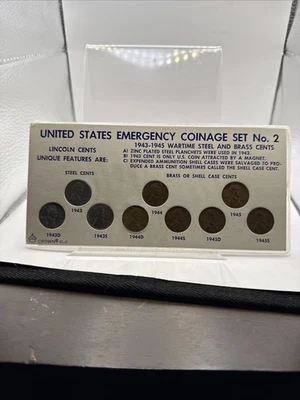 UNITED STATES EMERGENCY COINAGE SET No. 2
1943-1945 WARTIME STEEL AND BRASS CENTS
LINCOLN CENTS
UNIQUE FEATURES ARE:
A) ZINC PLATED STEEL PLANCHETS WERE USED IN 1943.
B) 1943 CENT IS ONLY U.S. COIN ATTRACTED BY A MAGNET.
C) EXPENDED AMMUNITION SHELL CASES WERE SALVAGED TO PRO-
DUCE A BRASS CENT SOMETIMES CALLED THE SHELL CASE CENT.
STEEL CENTS
BRASS OR SHELL CASE CENTS
1943
1944
1945
1943D
1943S
1944D
1944S
1945D
1945S